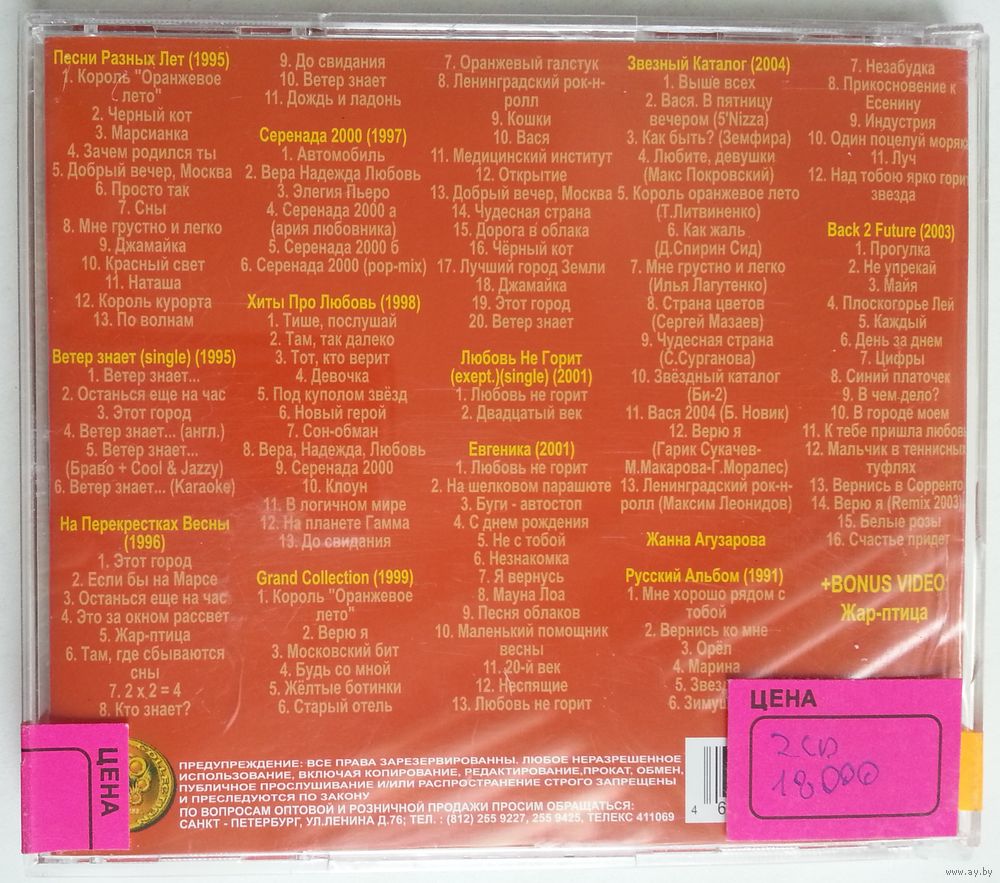 Песни Разных Лет (1995)
1. Король "Оранжевое
лето"
2. Черный кот
3. Марсианка
4. Зачем родился ты
5. Добрый вечер, Москва
6. Просто так
7. Сны
8. Мне грустно и легко
9. Джамайка
10. Красный свет
11. Наташа
12. Король курорта
13. По волнам
Ветер знает (single) (1995)
1. Ветер знает...
2. Останься еще на час
3. Этот город
4. Ветер знает... (англ.)
5. Ветер знает...
(Браво + Cool & Jazzy)
6. Ветер знает... (Karaoke)
На Перекрестках Весны
(1996)
1. Этот город
2. Если бы на Марсе
3. Останься еще на час
4. Это за окном рассвет
5. Жар-птица
6. Там, где сбываются
сны
7. 2 x 2 = 4
8. Кто знает?
9. До свидания
10. Ветер знает
11. Дождь и ладонь
Серенада 2000 (1997)
1. Автомобиль
2. Вера Надежда Любовь
3. Элегия Пьеро
4. Серенада 2000 а
(ария любовника)
5. Серенада 2000 б
6. Серенада 2000 (pop-mix)
Хиты Про Любовь (1998)
1. Тише, послушай
2. Там, так далеко
3. Тот, кто верит
4. Девочка
5. Под куполом звёзд
6. Новый герой
7. Сон-обман
8. Вера, Надежда, Любовь
9. Серенада 2000
10. Клоун
11. В логичном мире
12. На планете Гамма
13. До свидания
Grand Collection (1999)
1. Король "Оранжевое
лето"
2. Верю я
3. Московский бит
4. Будь со мной
5. Жёлтые ботинки
6. Старый отель
7. Оранжевый галстук
8. Ленинградский рок-н-
ролл
9. Кошки
10. Вася
11. Медицинский институт
12. Открытие
13. Добрый вечер, Москва
14. Чудесная страна
15. Дорога в облака
16. Чёрный кот
17. Лучший город Земли
18. Джамайка
19. Этот город
20. Ветер знает
Любовь Не Горит
(exept.)(single) (2001)
1. Любовь не горит
2. Двадцатый век
Евгеника (2001)
1. Любовь не горит
2. На шелковом парашюте
3. Буги - автостоп
4. С днем рождения
5. Не с тобой
6. Незнакомка
7. Я вернусь
8. Мауна Лоа
9. Песня облаков
10. Маленький помощник
весны
11. 20-й век
12. Неспящие
13. Любовь не горит
Звезный Каталог (2004)
1. Выше всех
2. Вася. В пятницу
вечером (5'Nizza)
3. Как быть? (Земфира)
4. Любите, девушки
(Макс Покровский)
5. Король оранжевое лето
(Т.Литвиненко)
6. Как жаль
(Д.Спирин Сид)
7. Мне грустно и легко
(Илья Лагутенко)
8. Страна цветов
(Сергей Мазаев)
9. Чудесная страна
(С.Сурганова)
10. Звёздный каталог
(Би-2)
11. Вася 2004 (Б. Новик)
12. Верю я
(Гарик Сукачев-
М.Макарова-Г.Моралес)
13. Ленинградский рок-н-
ролл (Максим Леонидов)
Жанна Агузарова
Русский Альбом (1991)
1. Мне хорошо рядом с
тобой
2. Вернись ко мне
3. Орёл
4. Марина
5. Звез
6. Зимуш
7. Незабудка
8. Прикосновение к
Есенину
9. Индустрия
10. Один поцелуй моряк
11. Луч
12. Над тобою ярко горит
звезда
Back 2 Future (2003)
1. Прогулка
2. Не упрекай
3. Майя
4. Плоскогорье Лей
5. Каждый
6. День за днем
7. Цифры
8. Синий платочек
9. В чем дело?
10. В городе моем
11. К тебе пришла любовь
12. Мальчик в теннисных
туфлях
13. Вернись в Сорренто
14. Верю я (Remix 2003)
15. Белые розы
16. Счастье придет
+BONUS VIDEO
Жар-птица
ЦЕНА
2CD
18000
ЦЕНА
ПРЕДУПРЕЖДЕНИЕ: ВСЕ ПРАВА ЗАРЕЗЕРВИРОВАННЫ. ЛЮБОЕ НЕРАЗРЕШЕННОЕ
ИСПОЛЬЗОВАНИЕ, ВКЛЮЧАЯ КОПИРОВАНИЕ, РЕДАКТИРОВАНИЕ,ПРОКАТ, ОБМЕН,
ПУБЛИЧНОЕ ПРОСЛУШИВАНИЕ И/ИЛИ РАСПРОСТРАНЕНИЕ СТРОГО ЗАПРЕЩЕНЫ
И ПРЕСЛЕДУЮТСЯ ПО ЗАКОНУ
ПО ВОПРОСАМ ОПТОВОЙ И РОЗНИЧНОЙ ПРОДАЖИ ПРОСИМ ОБРАЩАТЬСЯ:
САНКТ - ПЕТЕРБУРГ, УЛ.ЛЕНИНА Д.76; ТЕЛ. : (812) 255 9227, 255 9425, ТЕЛЕКС 411069
4 6
www.ay.by